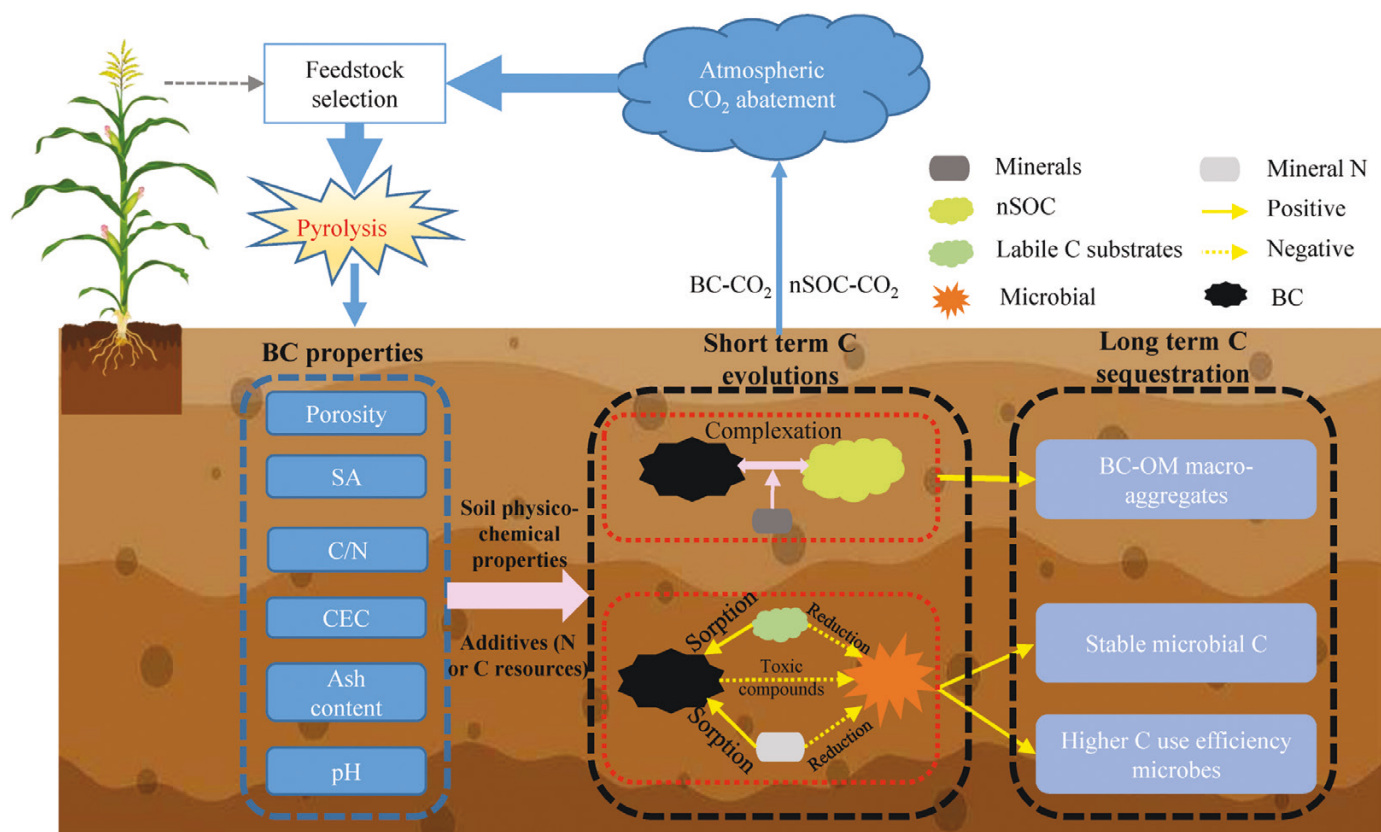 Feedstock
selection
Atmospheric
CO₂ abatement
Pyrolysis
Minerals
Mineral N
nSOC
Positive
Labile C substrates
Negative
Microbial
BC
BC-CO₂
nSOC-CO₂
BC properties
Porosity
SA
C/N
CEC
Ash
content
pH
Soil physico-
chemical
properties
Additives (N
or C resources)
Short term C
evolutions
Complexation
Sorption
Reduction
Toxic
compounds
Sorption
Reduction
Long term C
sequestration
BC-OM macro-
aggregates
Stable microbial C
Higher C use efficiency
microbes